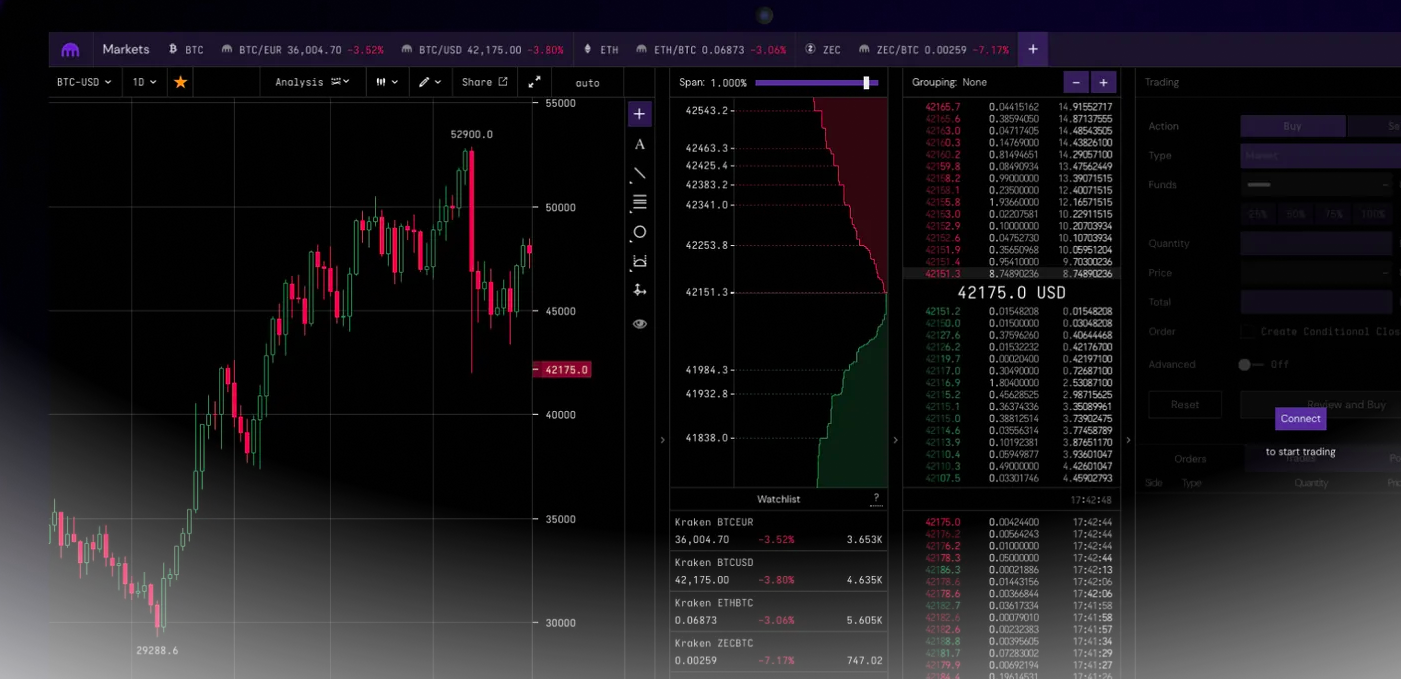 Markets
BTC
BTC/EUR 36,004.70 -3.52%
BTC/USD 42,175.00 -3.80%
ETH
ETH/BTC 0.06873 -3.06%
ZEC
ZEC/BTC 0.00259 -7.17%
+
BTC-USD
1D
Analysis
Share
auto
55000
50000
45000
42175.0
40000
35000
30000
52900.0
29288.6
A
Span: 1.000%
42543.2
42463.3
42425.4
42383.2
42341.0
42253.8
42151.3
41984.3
41932.8
41838.0
Watchlist
?
Kraken BTCEUR
36,004.70 -3.52% 3.653K
Kraken BTCUSD
42,175.00 -3.80% 4.635K
Kraken ETHBTC
0.06873 -3.06% 5.605K
Kraken ZECBTC
0.00259 -7.17% 747.02
Grouping: None
- +
42165.7 0.04415162 14.91552717
42165.6 0.38594050 14.87137555
42163.0 0.04717405 14.48543505
42160.3 0.14769000 14.43826100
42160.2 0.81494651 14.29057100
42159.8 0.08490934 13.47562449
42158.2 0.99000000 13.39071515
42158.1 0.23500000 12.40071515
42155.8 1.93660000 12.16571515
42153.0 0.02207581 10.22911515
42152.9 0.10000000 10.20703934
42152.6 0.04752730 10.10703934
42151.9 0.35650968 10.05951204
42151.4 0.95410000 9.70300236
42151.3 8.74890236 8.74890236
42175.0 USD
42151.2 0.01548208 0.01548208
42150.0 0.01500000 0.03048208
42127.6 0.37596260 0.40644468
42126.2 0.01532232 0.42176700
42119.7 0.00020400 0.42197100
42117.0 0.30490000 0.72687100
42116.9 1.80400000 2.53087100
42115.2 0.45628525 2.98715625
42115.1 0.36374336 3.35089961
42115.0 0.38812514 3.73902475
42114.6 0.03556314 3.77458789
42113.9 0.10192381 3.87651170
42110.4 0.05949877 3.93601047
42110.3 0.49000000 4.42601047
42107.5 0.03301746 4.45902793
17:42:48
42175.0 0.00424400 17:42:44
42176.2 0.00564243 17:42:44
42176.2 0.01000000 17:42:44
42178.3 0.05000000 17:42:44
42186.3 0.00021886 17:42:13
42178.6 0.01443156 17:42:06
42178.6 0.00366844 17:42:06
42182.7 0.03617334 17:41:58
42182.6 0.00079010 17:41:58
42182.6 0.00232383 17:41:57
42188.8 0.00395605 17:41:34
42181.7 0.07283002 17:41:29
42179.9 0.00692194 17:41:27
Trading
Action Buy
Type Market
Funds
25% 50% 75% 100%
Quantity
Price
Total
Order Create Conditional Clos
Advanced Off
Reset Review and Buy
Connect
to start trading
Orders Trades
Side Type Quantity